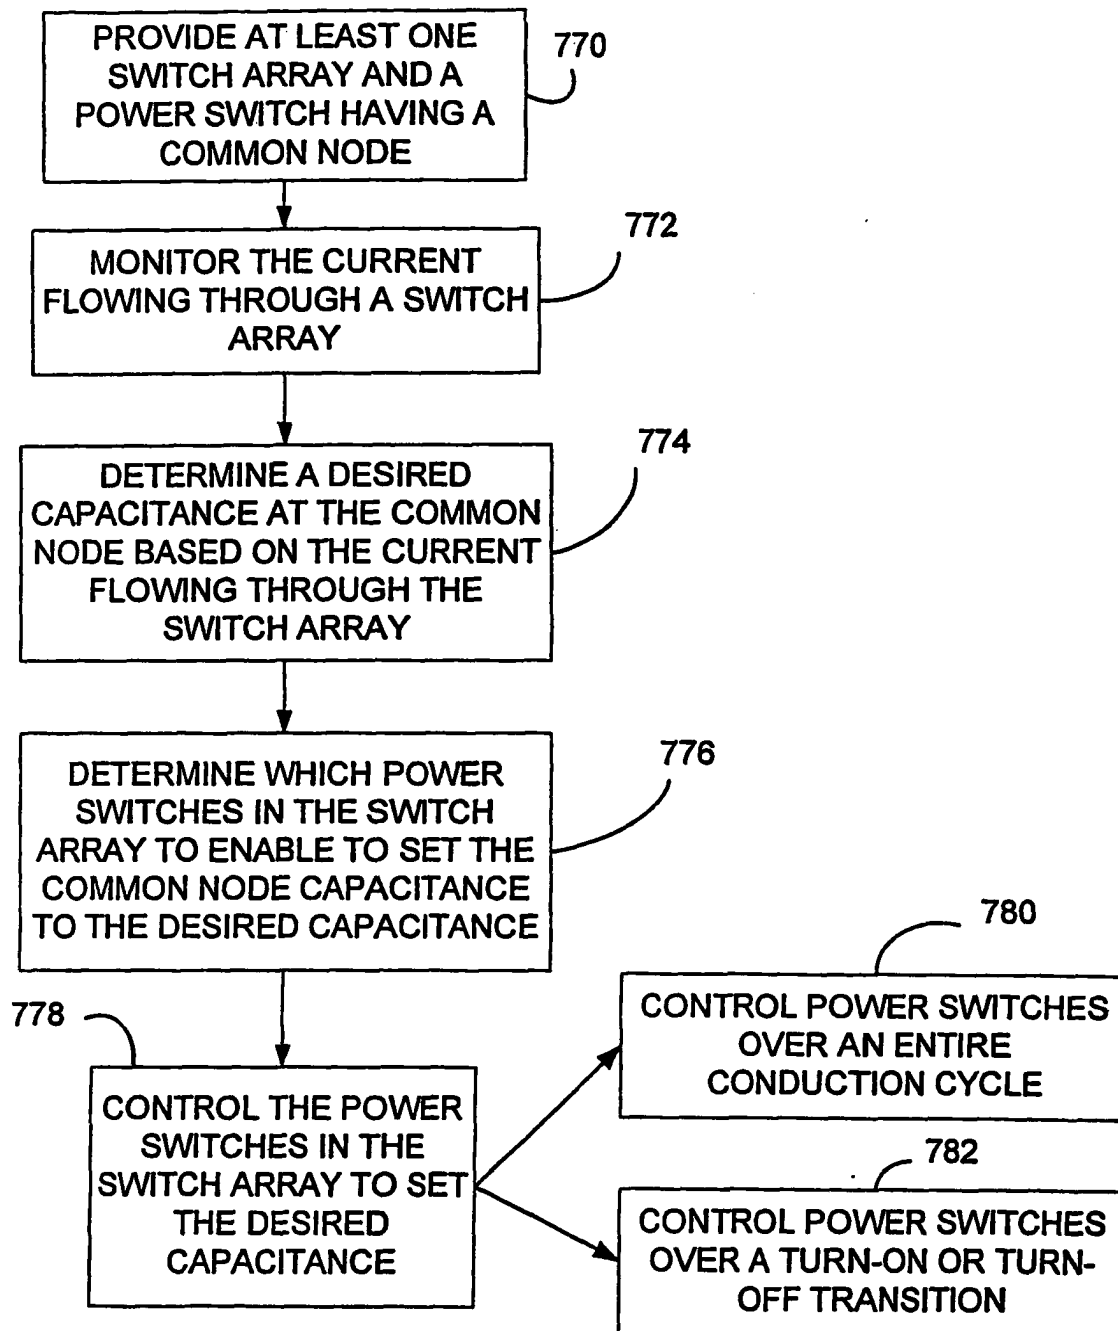 PROVIDE AT LEAST ONE
SWITCH ARRAY AND A
POWER SWITCH HAVING A
COMMON NODE
770
MONITOR THE CURRENT
FLOWING THROUGH A SWITCH
ARRAY
772
DETERMINE A DESIRED
CAPACITANCE AT THE COMMON
NODE BASED ON THE CURRENT
FLOWING THROUGH THE
SWITCH ARRAY
774
DETERMINE WHICH POWER
SWITCHES IN THE SWITCH
ARRAY TO ENABLE TO SET THE
COMMON NODE CAPACITANCE
TO THE DESIRED CAPACITANCE
776
778
CONTROL THE POWER
SWITCHES IN THE
SWITCH ARRAY TO SET
THE DESIRED
CAPACITANCE
780
CONTROL POWER SWITCHES
OVER AN ENTIRE
CONDUCTION CYCLE
782
CONTROL POWER SWITCHES
OVER A TURN-ON OR TURN-
OFF TRANSITION